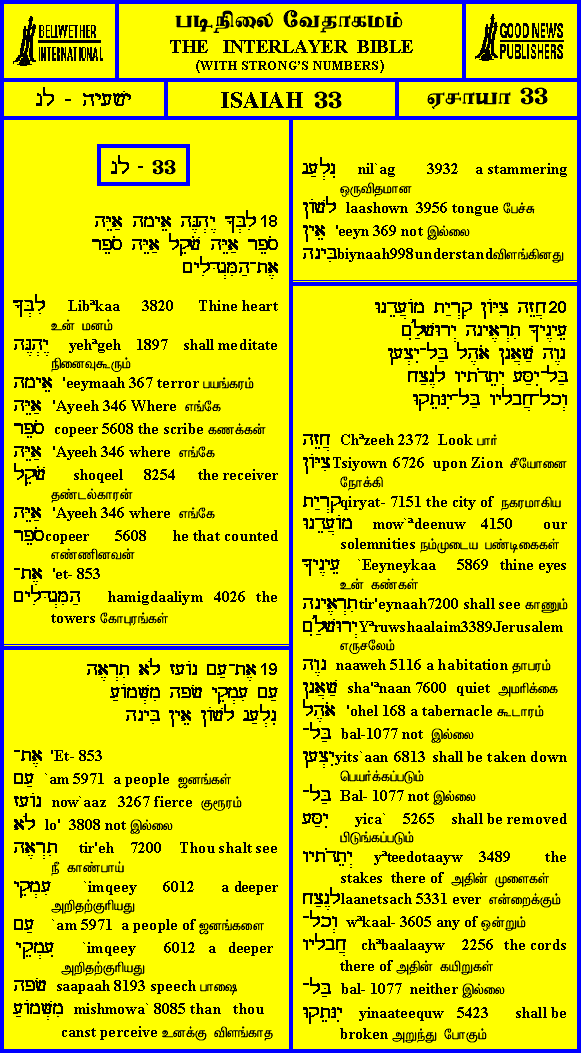 BELLWETHER
INTERNATIONAL
படிநிலை வேதாகமம்
THE INTERLAYER BIBLE
(WITH STRONG'S NUMBERS)
GOOD NEWS
PUBLISHERS
ישעיה - לג
ISAIAH 33
ஏசாயா 33
לג - 33
18 לִבְּךָ יֶהְגֶּה אֵימָה אַיֵּה
סֹפֵר אַיֵּה שֹׁקֵל אַיֵּה סֹפֵר
אֶת־הַמִּגְדָּלִים
לִבְּךָ Libªkaa 3820 Thine heart
உன் மனம்
יֶהְגֶּה yehªgeh 1897 shall meditate
நினைவுகூரும்
אֵימָה 'eeymaah 367 terror பயங்கரம்
אַיֵּה 'Ayeeh 346 Where எங்கே
סֹפֵר copeer 5608 the scribe கணக்கன்
אַיֵּה 'Ayeeh 346 where எங்கே
שֹׁקֵל shoqeel 8254 the receiver
தண்டல்காரன்
אַיֵּה 'Ayeeh 346 where எங்கே
סֹפֵר copeer 5608 he that counted
எண்ணினவன்
אֶת־ 'et- 853
הַמִּגְדָּלִים hamigdaaliym 4026 the
towers கோபுரங்கள்
19 אֶת־עַם נוֹעָז לֹא תִרְאֶה
עַם עִמְקֵי שָׂפָה מִשְּׁמוֹעַ
נִלְעַג לָשׁוֹן אֵין בִּינָה
אֶת־ 'Et- 853
עַם `am 5971 a people ஜனங்கள்
נוֹעָז now`aaz 3267 fierce குரூரம்
לֹא lo' 3808 not இல்லை
תִרְאֶה tir'eh 7200 Thou shalt see
நீ காண்பாய்
עִמְקֵי `imqeey 6012 a deeper
அறிதற்குரியது
עַם `am 5971 a people of ஜனங்களை
עִמְקֵי `imqeey 6012 a deeper
அறிதற்குரியது
שָׂפָה saapaah 8193 speech பாஷை
מִשְּׁמוֹעַ mishmowa` 8085 than thou
canst perceive உனக்கு விளங்காத
נִלְעַג nil`ag 3932 a stammering
ஒருவிதமான
לָשׁוֹן laashown 3956 tongue பேச்சு
אֵין 'eeyn 369 not இல்லை
בִּינָה biynaah998understandவிளங்கினது
20 חֲזֵה צִיּוֹן קִרְיַת מוֹעֲדֵנוּ
עֵינֶיךָ תִרְאֶינָה יְרוּשָׁלַ͏ִם
נָוֶה שַׁאֲנָן אֹהֶל בַּל־יִצְעָן
בַּל־יִסַּע יְתֵדֹתָיו לָנֶצַח
וְכָל־חֲבָלָיו בַּל־יִנָּתֵקוּ
חֲזֵה Chªzeeh 2372 Look பார்
צִיּוֹן Tsiyown 6726 upon Zion சீயோனை
நோக்கி
קִרְיַת qiryat- 7151 the city of நகரமாகிய
מוֹעֲדֵנוּ mow`ªdeenuw 4150 our
solemnities நம்முடைய பண்டிகைகள்
עֵינֶיךָ `Eeyneykaa 5869 thine eyes
உன் கண்கள்
תִרְאֶינָה tir'eynaah7200 shall see காணும்
יְרוּשָׁלַ͏ִם Yªruwshaalaim3389Jerusalem
எருசலேம்
נָוֶה naaweh 5116 a habitation தாபரம்
שַׁאֲנָן sha'ªnaan 7600 quiet அமரிக்கை
אֹהֶל 'ohel 168 a tabernacle கூடாரம்
בַּל־ bal-1077 not இல்லை
יִצְעָן yits`aan 6813 shall be taken down
பெயர்க்கப்படும்
בַּל־ Bal- 1077 not இல்லை
יִסַּע yica` 5265 shall be removed
பிடுங்கப்படும்
יְתֵדֹתָיו yªteedotaayw 3489 the
stakes there of அதின் முளைகள்
לָנֶצַח laanetsach 5331 ever என்றைக்கும்
וְכָל־ wªkaal- 3605 any of ஒன்றும்
חֲבָלָיו chªbaalaayw 2256 the cords
there of அதின் கயிறுகள்
בַּל־ bal- 1077 neither இல்லை
יִנָּתֵקוּ yinaateequw 5423 shall be
broken அறுந்து போகும்